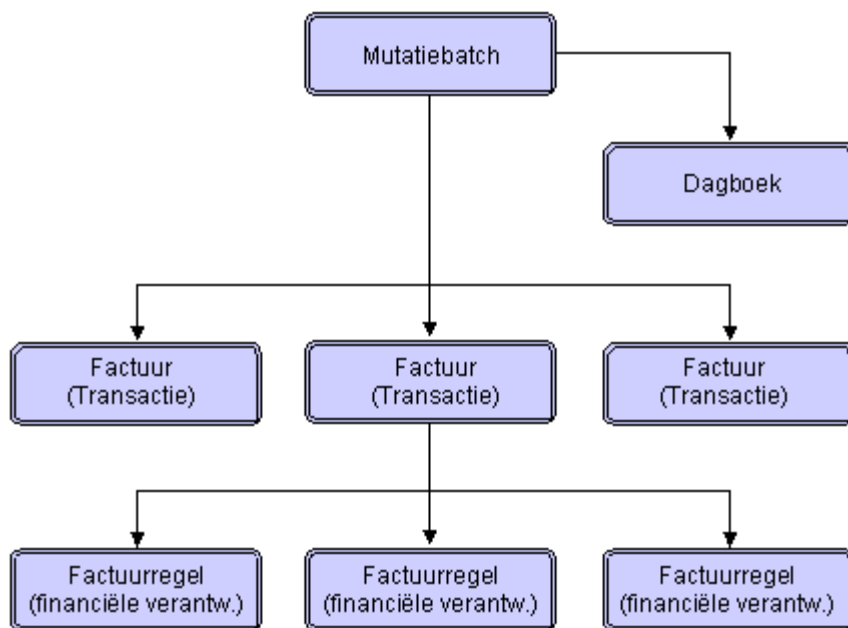 Mutatiebatch
Dagboek
Factuur
(Transactie)
Factuur
(Transactie)
Factuur
(Transactie)
Factuurregel
(financiële verantw.)
Factuurregel
(financiële verantw.)
Factuurregel
(financiële verantw.)